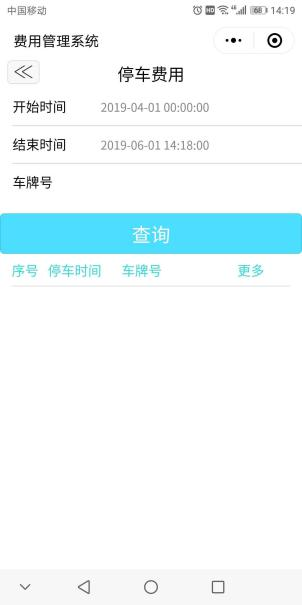 中国移动 HD 68 14:19
费用管理系统
停车费用
开始时间 2019-04-01 00:00:00
结束时间 2019-06-01 14:18:00
车牌号
查询
序号 停车时间 车牌号 更多